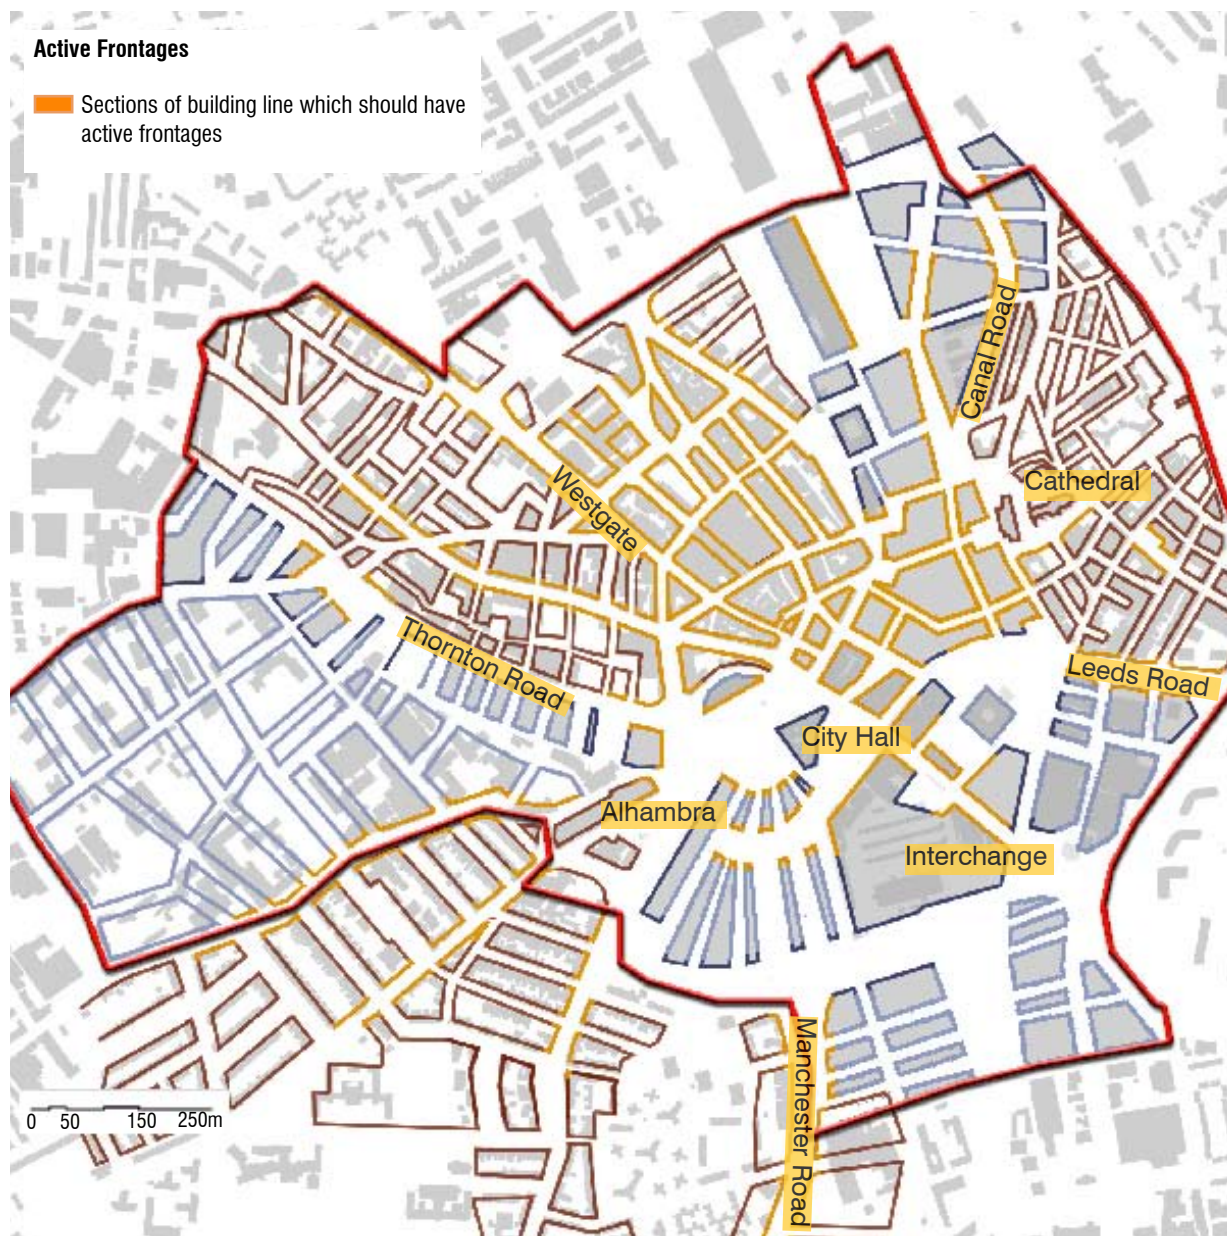 Active Frontages
Sections of building line which should have
active frontages
Canal Road
Cathedral
Westgate
Thornton Road
Leeds Road
City Hall
Alhambra
Interchange
Manchester Road
0 50 150 250m